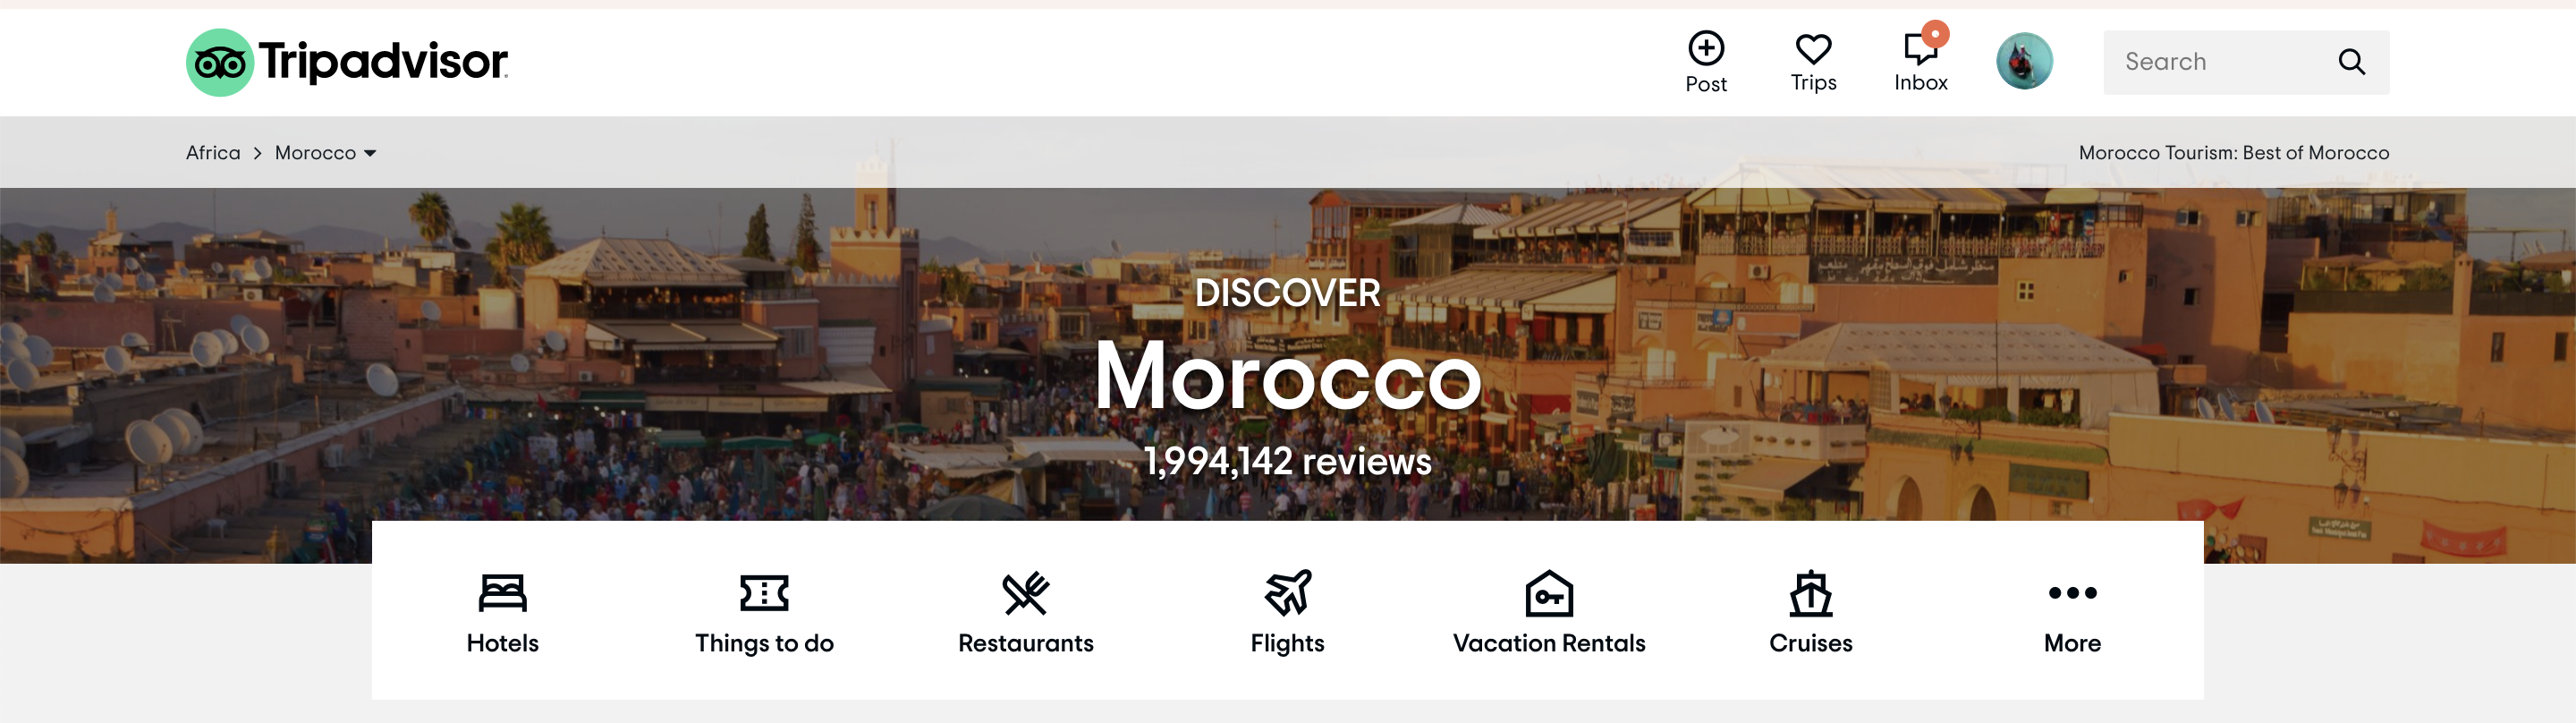 Tripadvisor
Post
Trips
Inbox
Search
Africa > Morocco
Morocco Tourism: Best of Morocco
DISCOVER
Morocco
1,994,142 reviews
Hotels
Things to do
Restaurants
Flights
Vacation Rentals
Cruises
More